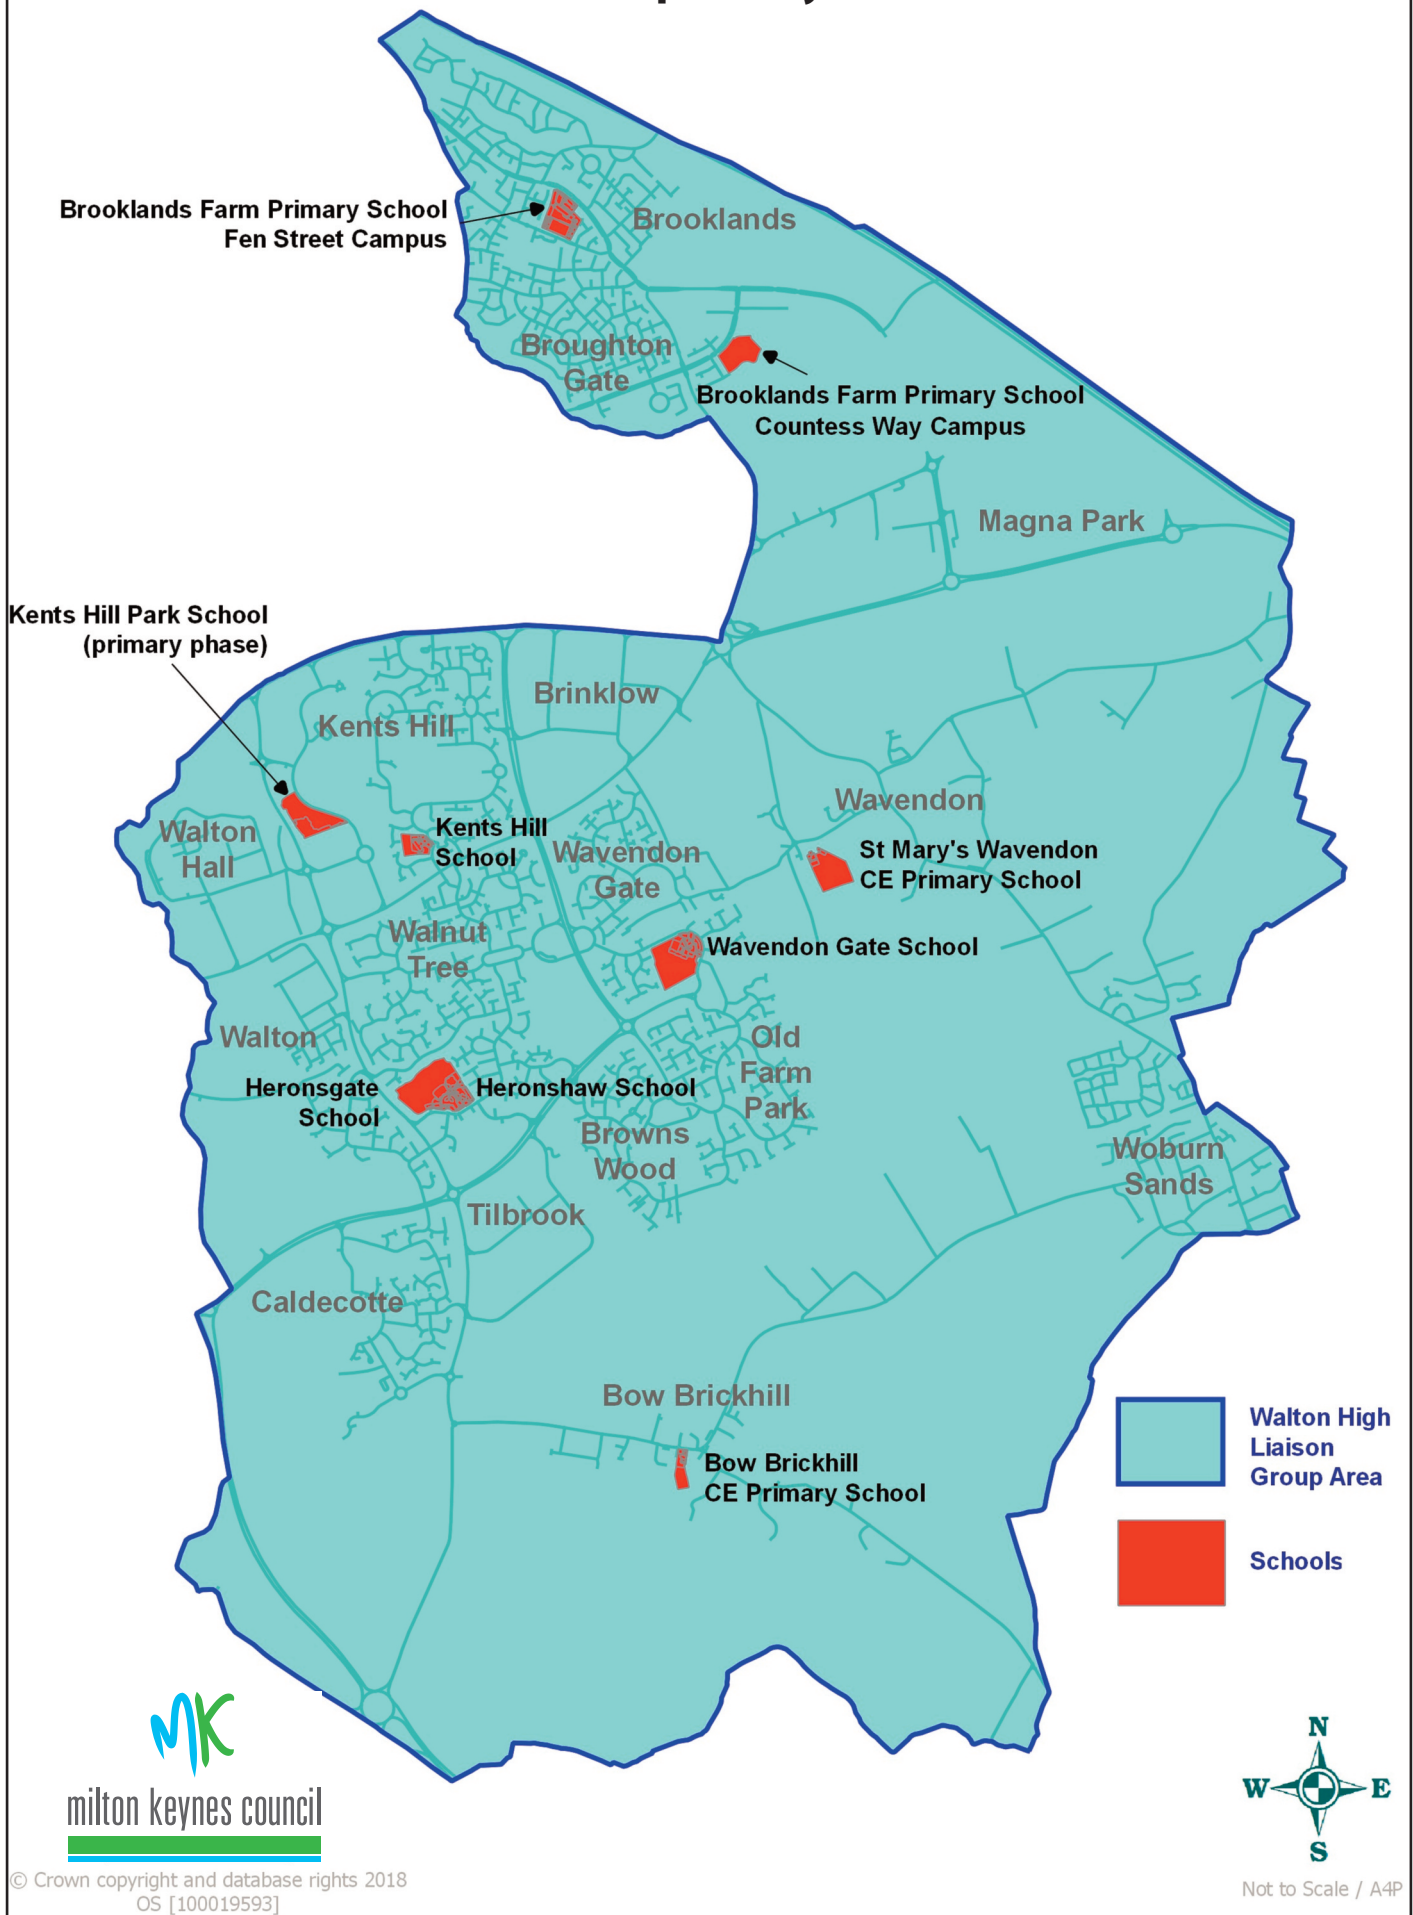 Brooklands Farm Primary School
Fen Street Campus
Brooklands
Broughton
Gate
Brooklands Farm Primary School
Countess Way Campus
Magna Park
Kents Hill Park School
(primary phase)
Brinklow
Kents Hill
Wavendon
Walton
Hall
Kents Hill
School
Wavendon
Gate
St Mary's Wavendon
CE Primary School
Walnut
Tree
Wavendon Gate School
Walton
Old
Farm
Park
Heronsgate
School
Heronshaw School
Browns
Wood
Woburn
Sands
Tilbrook
Caldecotte
Bow Brickhill
Bow Brickhill
CE Primary School
Walton High
Liaison
Group Area
Schools
MK
milton keynes council
N
W
E
S
© Crown copyright and database rights 2018
OS [100019593]
Not to Scale / A4P